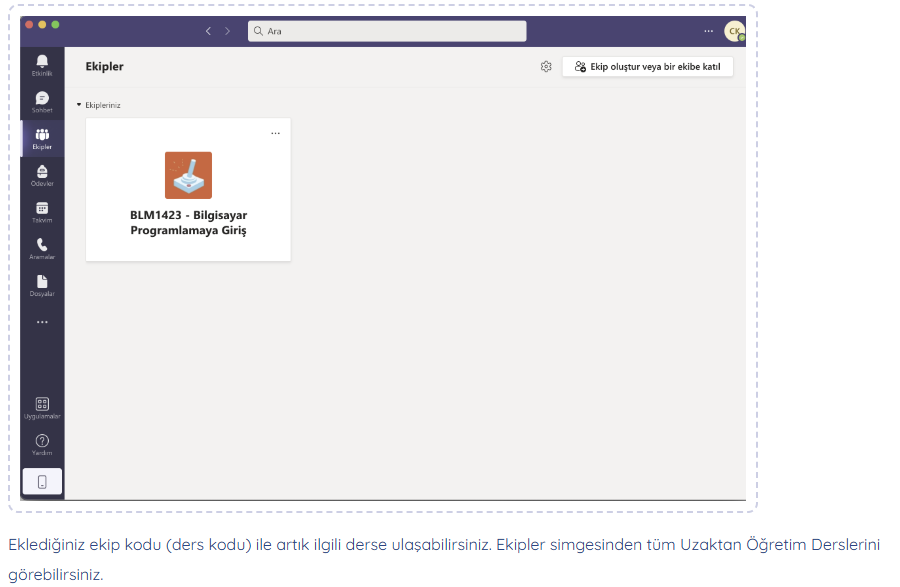 Ara
CK
Ekipler
Ekip oluştur veya bir ekibe katıl
Etkinlik
Sohbet
Ekipler
Ödevler
Takvim
Aramalar
Dosyalar
Uygulamalar
Yardım
Ekipleriniz
BLM1423 - Bilgisayar
Programlamaya Giriş
Eklediğiniz ekip kodu (ders kodu) ile artık ilgili derse ulaşabilirsiniz. Ekipler simgesinden tüm Uzaktan Öğretim Derslerini
görebilirsiniz.